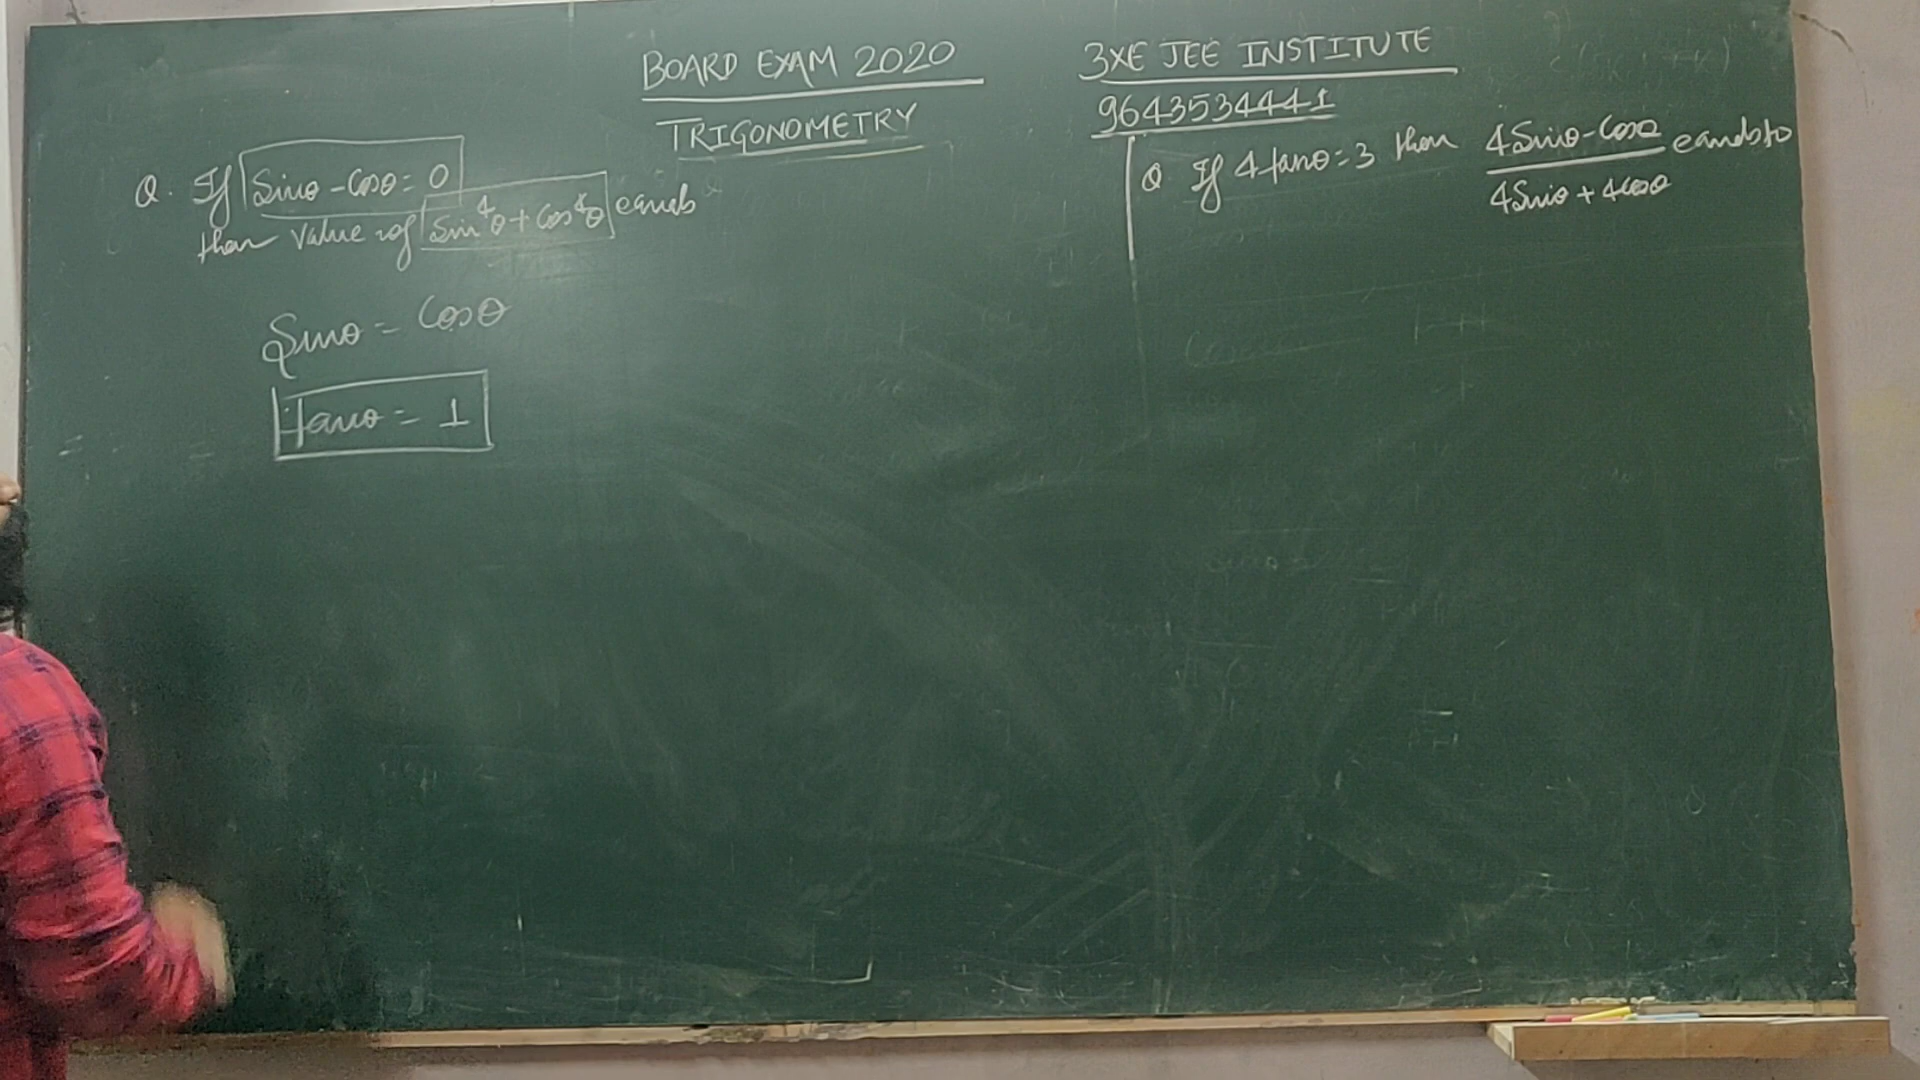 BOARD EXAM 2020
TRIGONOMETRY
3XE JEE INSTITUTE
9643534441
Q. If Sinθ - Cosθ = 0
then value of Sin⁴θ + Cos⁴θ equals
Sinθ = Cosθ
tanθ = 1
Q If 4 tanθ = 3 then 4Sinθ - Cosθ / 4Sinθ + 4Cosθ equals to